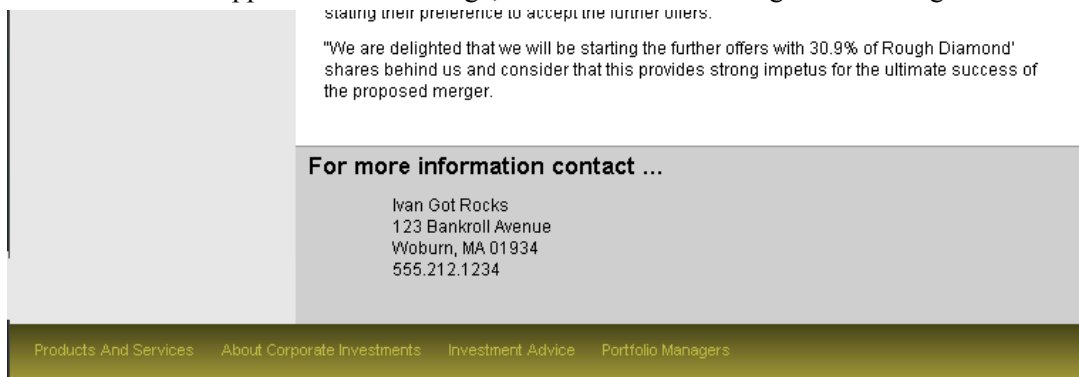 stating their preference to accept the further offers.
"We are delighted that we will be starting the further offers with 30.9% of Rough Diamond'
shares behind us and consider that this provides strong impetus for the ultimate success of
the proposed merger.
For more information contact ...
Ivan Got Rocks
123 Bankroll Avenue
Woburn, MA 01934
555.212.1234
Products And Services About Corporate Investments Investment Advice Portfolio Managers